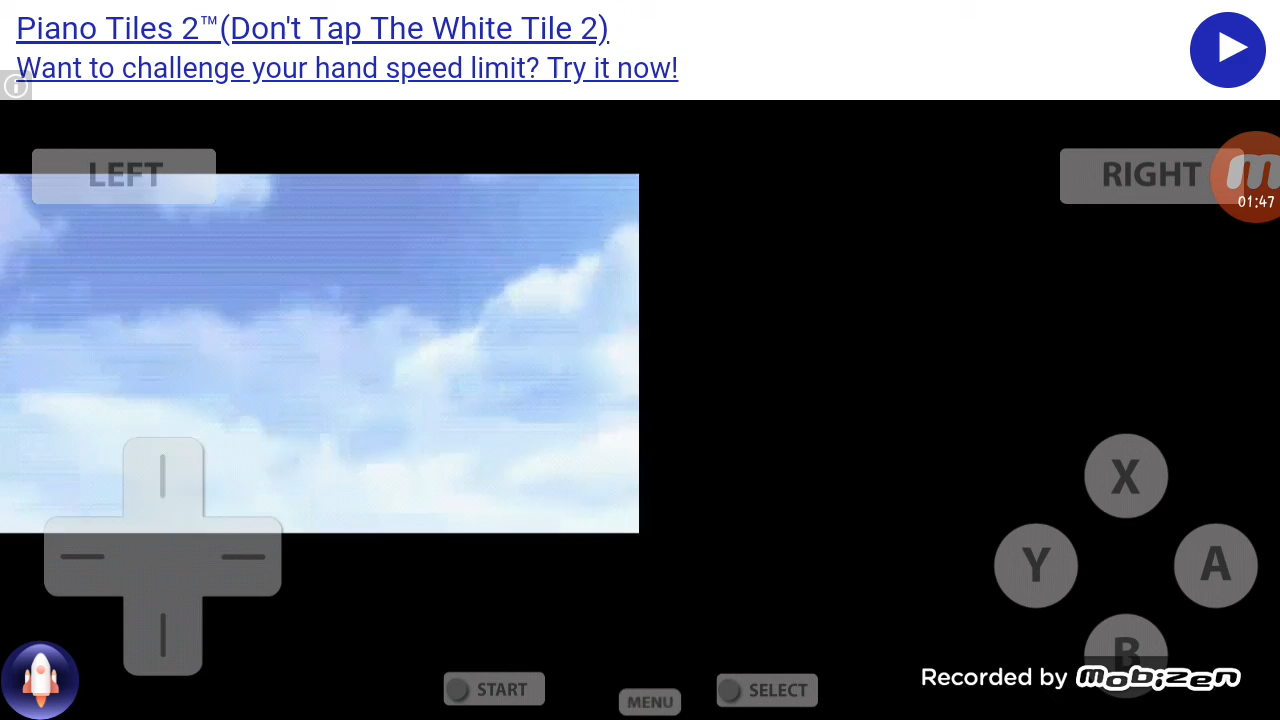 Piano Tiles 2™(Don't Tap The White Tile 2)
Want to challenge your hand speed limit? Try it now!
LEFT
RIGHT
01:47
X
Y
A
B
Recorded by mobizen
START
SELECT
MENU